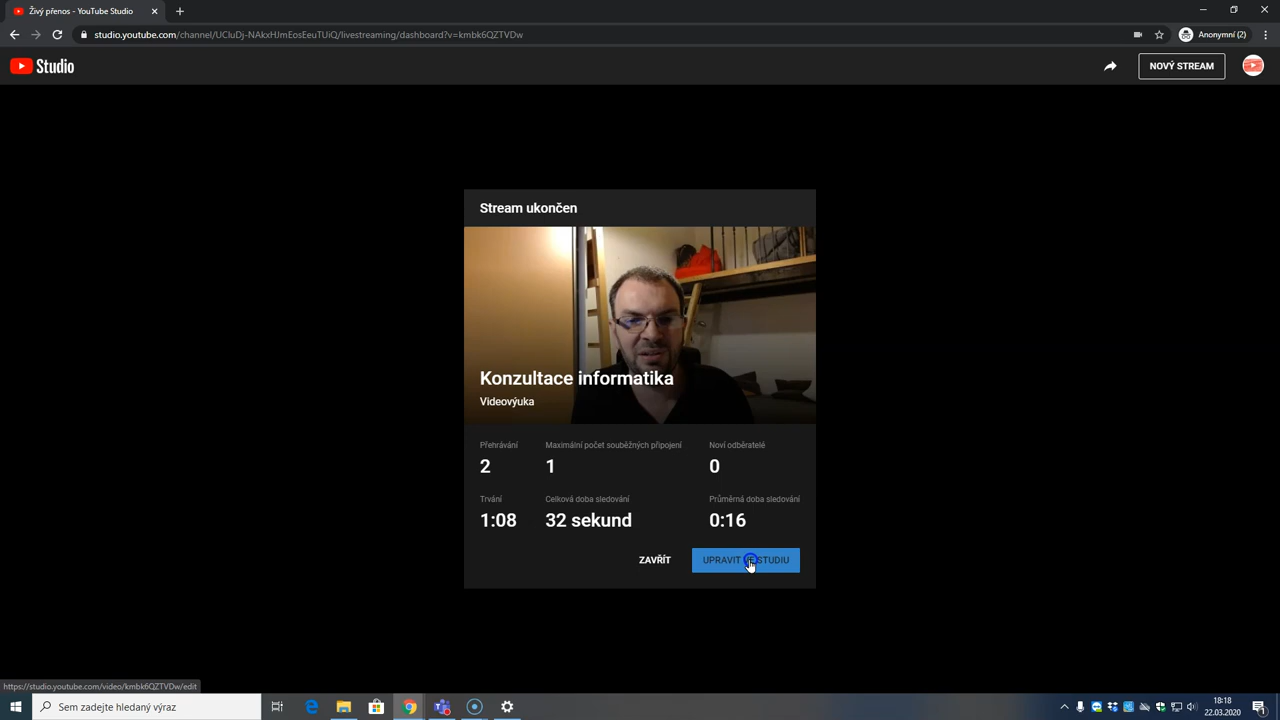 Živý přenos - YouTube Studio
studio.youtube.com/channel/UCluDj-NAkxHJmEosEeuTUiQ/livestreaming/dashboard?v=kmbk6QZTVDw
Anonymní (2)
Studio
NOVÝ STREAM
Stream ukončen
Konzultace informatika
Videovýuka
Přehrávání
Maximální počet souběžných připojení
Noví odběratelé
2
1
0
Trvání
Celková doba sledování
Průměrná doba sledování
1:08
32 sekund
0:16
ZAVŘÍT
UPRAVIT VE STUDIU
https://studio.youtube.com/video/kmbk6QZTVDw/edit
Sem zadejte hledaný výraz
18:18
22.03.2020